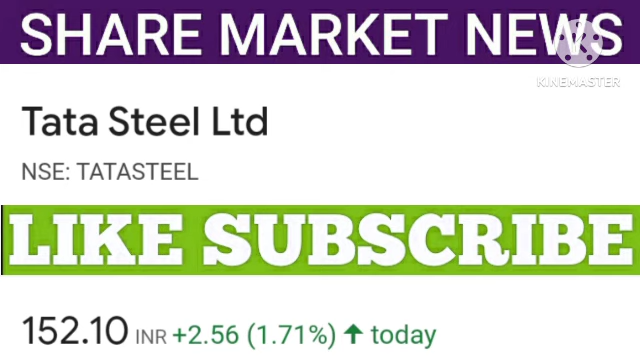 SHARE MARKET NEWS
KINEMASTER
Tata Steel Ltd
NSE: TATASTEEL
LIKE SUBSCRIBE
152.10 INR +2.56 (1.71%) ↑ today